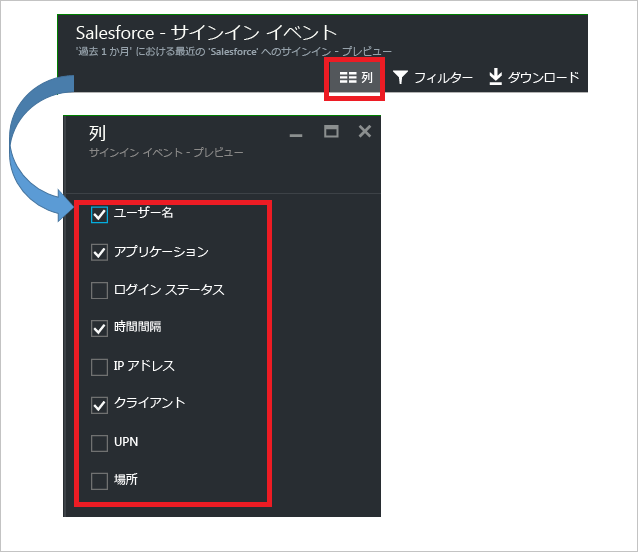 Salesforce - サインイン イベント
'過去 1 か月' における最近の 'Salesforce' へのサインイン - プレビュー
列 フィルター ダウンロード
列
サインイン イベント - プレビュー
ユーザー名
アプリケーション
ログイン ステータス
時間間隔
IP アドレス
クライアント
UPN
場所